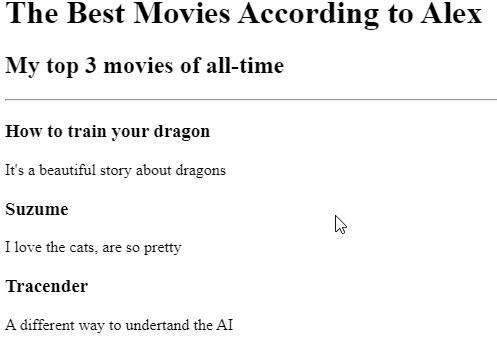 The Best Movies According to Alex
My top 3 movies of all-time
How to train your dragon
It's a beautiful story about dragons
Suzume
I love the cats, are so pretty
Tracender
A different way to undertand the AI